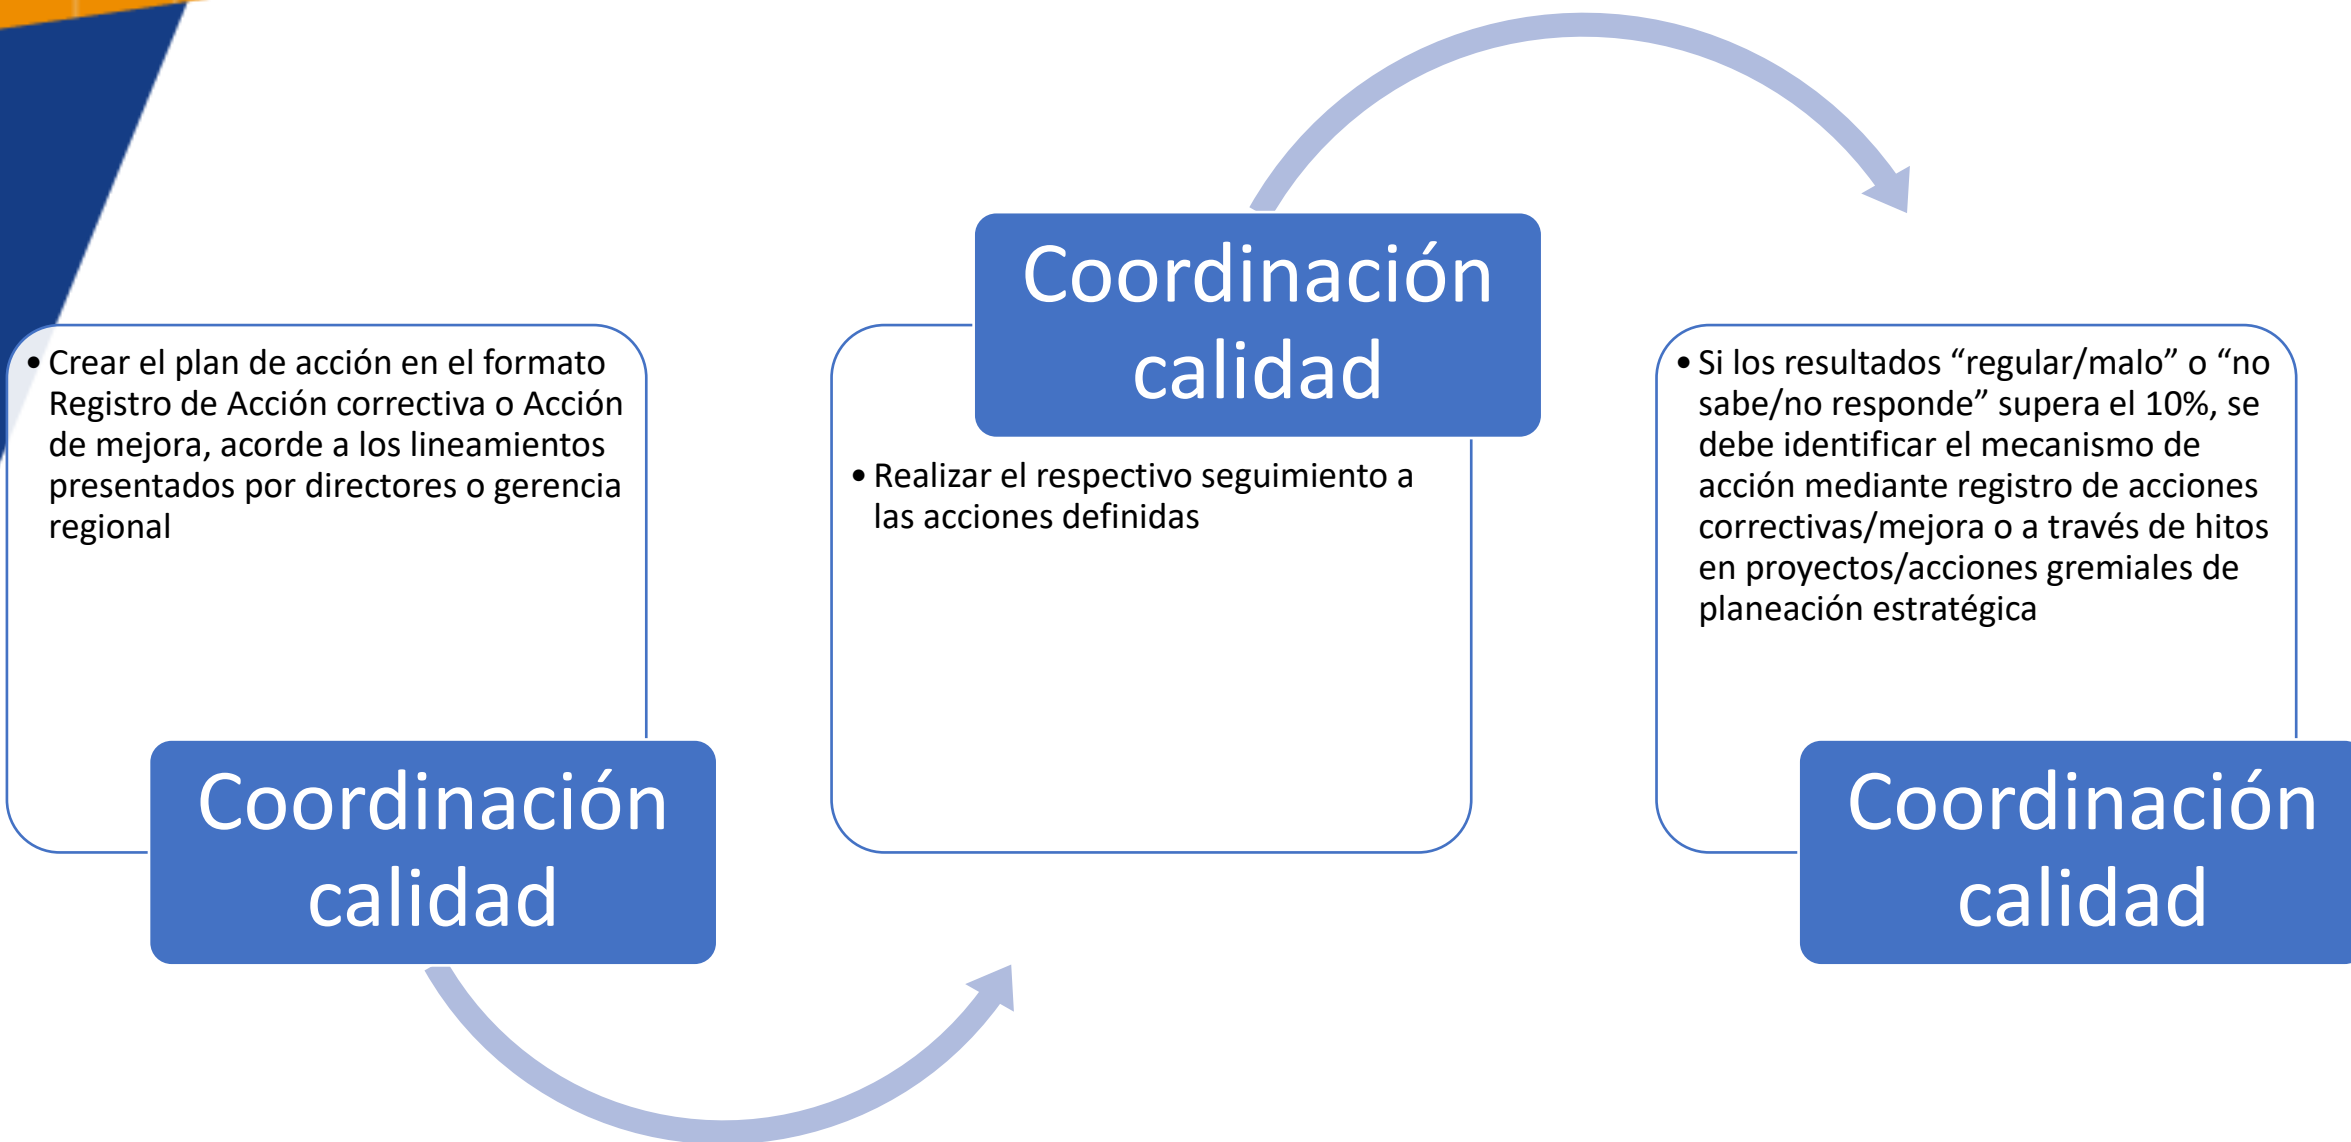 • Crear el plan de acción en el formato
Registro de Acción correctiva o Acción
de mejora, acorde a los lineamientos
presentados por directores o gerencia
regional
Coordinación
calidad
Coordinación
calidad
• Realizar el respectivo seguimiento a
las acciones definidas
• Si los resultados “regular/malo” o “no
sabe/no responde” supera el 10%, se
debe identificar el mecanismo de
acción mediante registro de acciones
correctivas/mejora o a través de hitos
en proyectos/acciones gremiales de
planeación estratégica
Coordinación
calidad